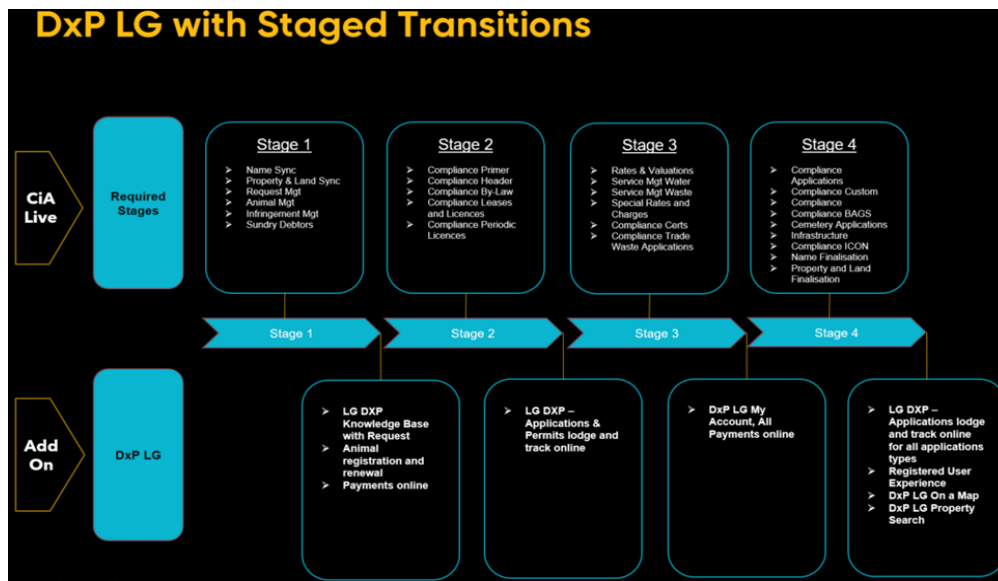 DxP LG with Staged Transitions
CiA
Live
Required
Stages
Stage 1
➢ Name Sync
➢ Property & Land Sync
➢ Request Mgt
➢ Animal Mgt
➢ Infringement Mgt
➢ Sundry Debtors
Stage 2
➢ Compliance Primer
➢ Compliance Header
➢ Compliance By-Law
➢ Compliance Leases
and Licences
➢ Compliance Periodic
Licences
Stage 3
➢ Rates & Valuations
➢ Service Mgt Water
➢ Service Mgt Waste
➢ Special Rates and
Charges
➢ Compliance Certs
➢ Compliance Trade
Waste Applications
Stage 4
➢ Compliance
Applications
➢ Compliance Custom
➢ Compliance
➢ Compliance BAGS
➢ Cemetery Applications
➢ Infrastructure
➢ Compliance ICON
➢ Name Finalisation
➢ Property and Land
Finalisation
Stage 1
Stage 2
Stage 3
Stage 4
Add
On
DxP LG
➢ LG DXP
Knowledge Base
with Request
➢ Animal
registration and
renewal
➢ Payments online
➢ LG DXP –
Applications &
Permits lodge and
track online
➢ DxP LG My
Account, All
Payments online
➢ LG DXP –
Applications lodge
and track online
for all applications
types
➢ Registered User
Experience
➢ DxP LG On a Map
➢ DxP LG Property
Search